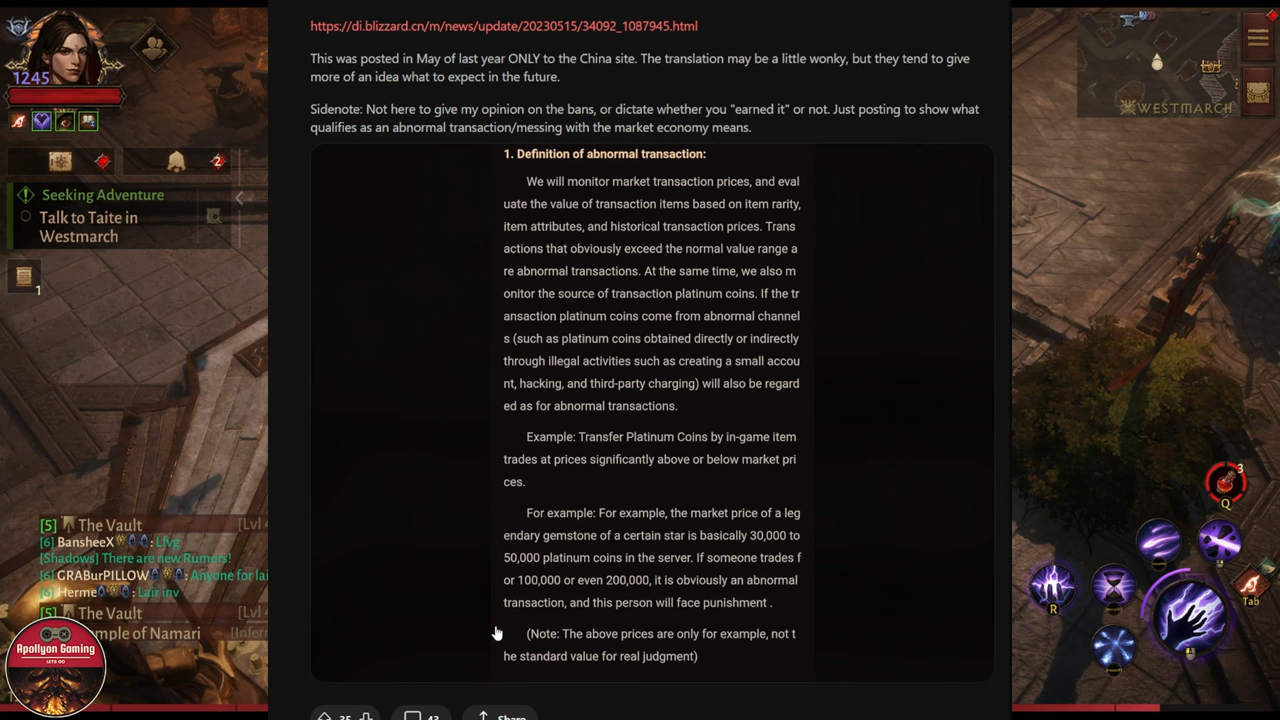 https://di.blizzard.cn/m/news/update/20230515/34092_1087945.html
This was posted in May of last year ONLY to the China site. The translation may be a little wonky, but they tend to give
more of an idea what to expect in the future.
Sidenote: Not here to give my opinion on the bans, or dictate whether you "earned it" or not. Just posting to show what
qualifies as an abnormal transaction/messing with the market economy means.
1. Definition of abnormal transaction:
We will monitor market transaction prices, and eval
uate the value of transaction items based on item rarity,
item attributes, and historical transaction prices. Trans
actions that obviously exceed the normal value range a
re abnormal transactions. At the same time, we also m
onitor the source of transaction platinum coins. If the tr
ansaction platinum coins come from abnormal channel
s (such as platinum coins obtained directly or indirectly
through illegal activities such as creating a small accou
nt, hacking, and third-party charging) will also be regard
ed as for abnormal transactions.
Example: Transfer Platinum Coins by in-game item
trades at prices significantly above or below market pri
ces.
For example: For example, the market price of a leg
endary gemstone of a certain star is basically 30,000 to
50,000 platinum coins in the server. If someone trades f
or 100,000 or even 200,000, it is obviously an abnormal
transaction, and this person will face punishment .
(Note: The above prices are only for example, not t
he standard value for real judgment)
35
43
Share
1245
2
Seeking Adventure
Talk to Taite in
Westmarch
1
[5] The Vault [Lvl
[6] BansheeX: Lfvg
[Shadows] There are new Rumors!
[6] GRABurPILLOW: Anyone for lai
[6] Herme: Lair inv
[5] The Vault [Lvl
mple of Namari [Infern
Apollyon Gaming
LETS GO
WESTMARCH
3
Q
R
Tab